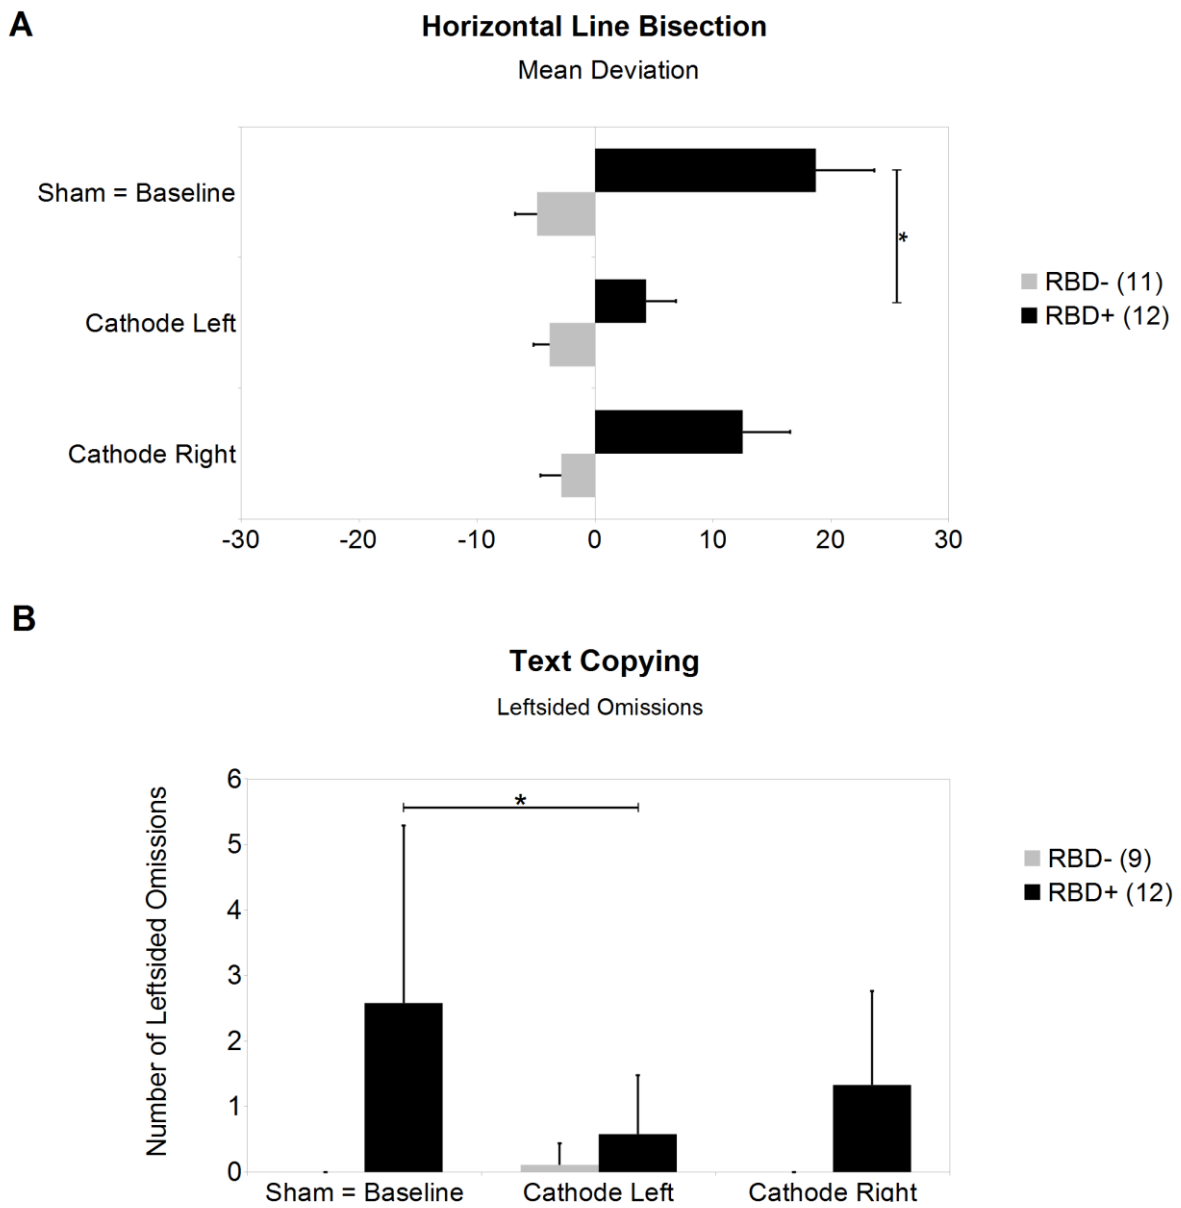 A
Horizontal Line Bisection
Mean Deviation
Sham = Baseline
Cathode Left
Cathode Right
*
RBD- (11)
RBD+ (12)
-30 -20 -10 0 10 20 30
B
Text Copying
Leftsided Omissions
Number of Leftsided Omissions
6
5
4
3
2
1
0
*
RBD- (9)
RBD+ (12)
Sham = Baseline Cathode Left Cathode Right